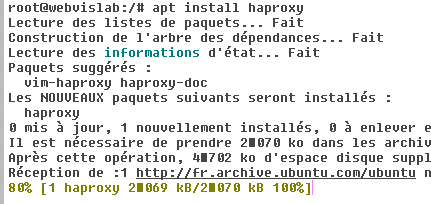 root@webvislab:/# apt install haproxy
Lecture des listes de paquets... Fait
Construction de l'arbre des dépendances... Fait
Lecture des informations d'état... Fait
Paquets suggérés :
vim-haproxy haproxy-doc
Les NOUVEAUX paquets suivants seront installés :
haproxy
0 mis à jour, 1 nouvellement installés, 0 à enlever e
Il est nécessaire de prendre 2█070 ko dans les archiv
Après cette opération, 4█702 ko d'espace disque suppl
Réception de :1 http://fr.archive.ubuntu.com/ubuntu n
80% [1 haproxy 2█069 kB/2█070 kB 100%]